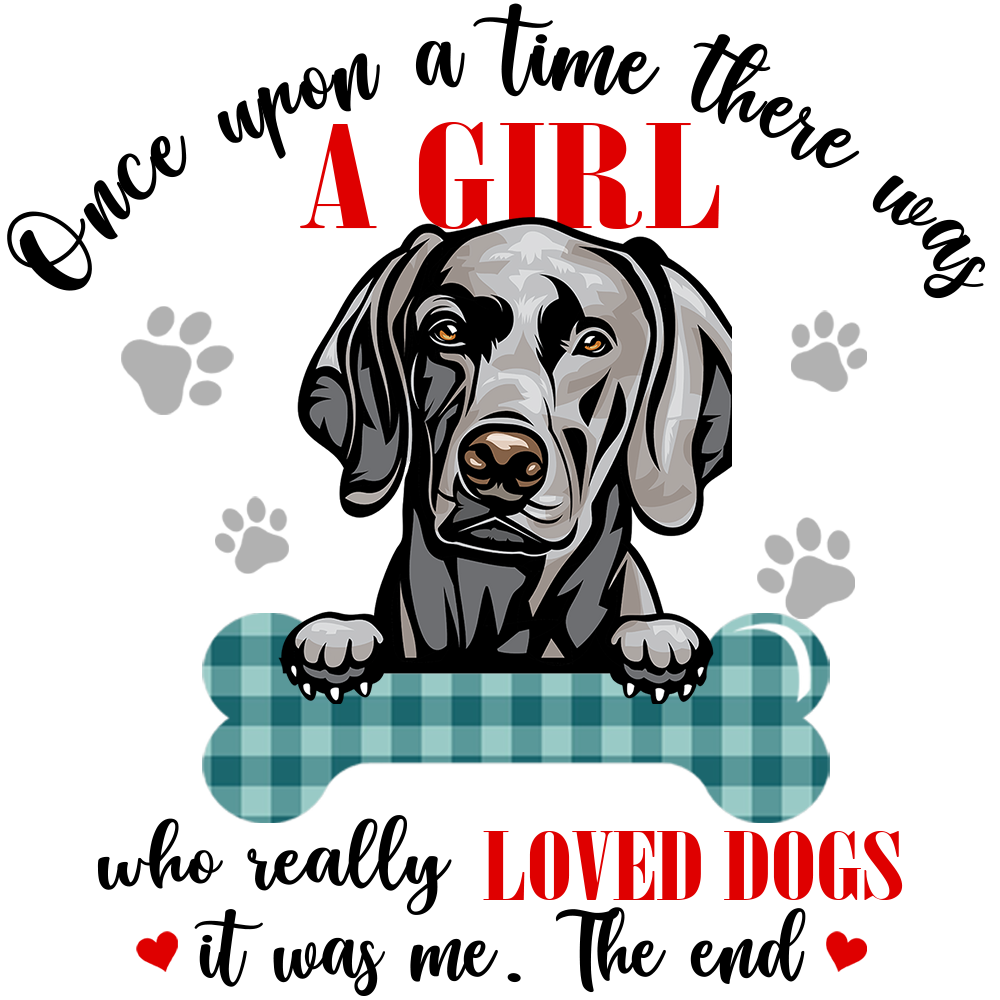 Once upon a time there was
A GIRL
who really LOVED DOGS
it was me. The end